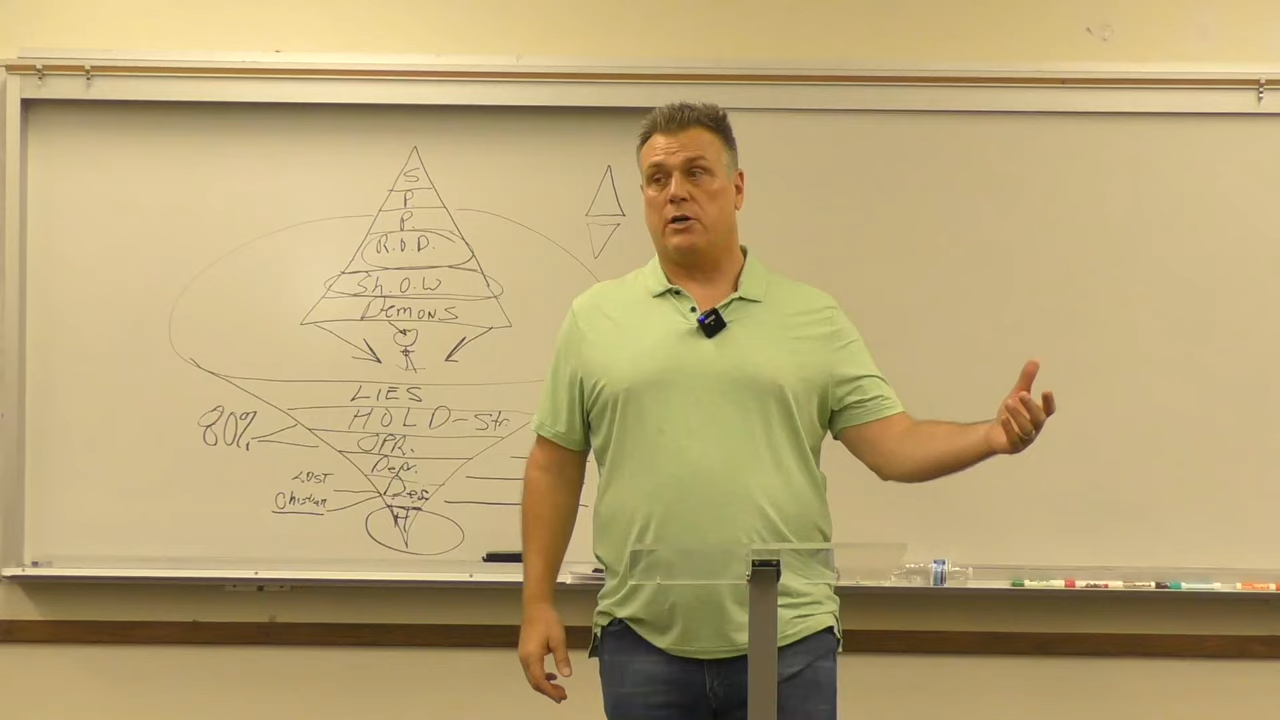 S
P
P.
R.O.D.
Sh.O.W
DEMONS
LIES
HOLD-Str.
80%
OPR.
Dep.
LOST
Des.
Christian
H